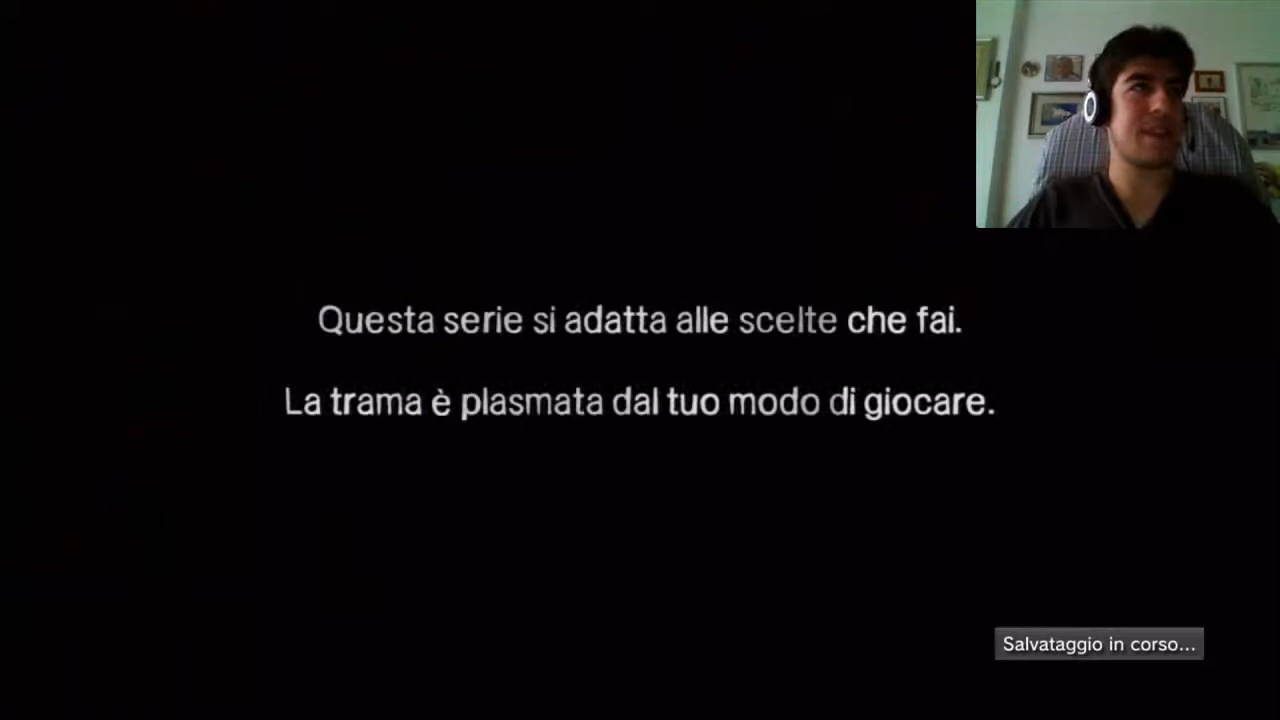 Questa serie si adatta alle scelte che fai.
La trama è plasmata dal tuo modo di giocare.
Salvataggio in corso...